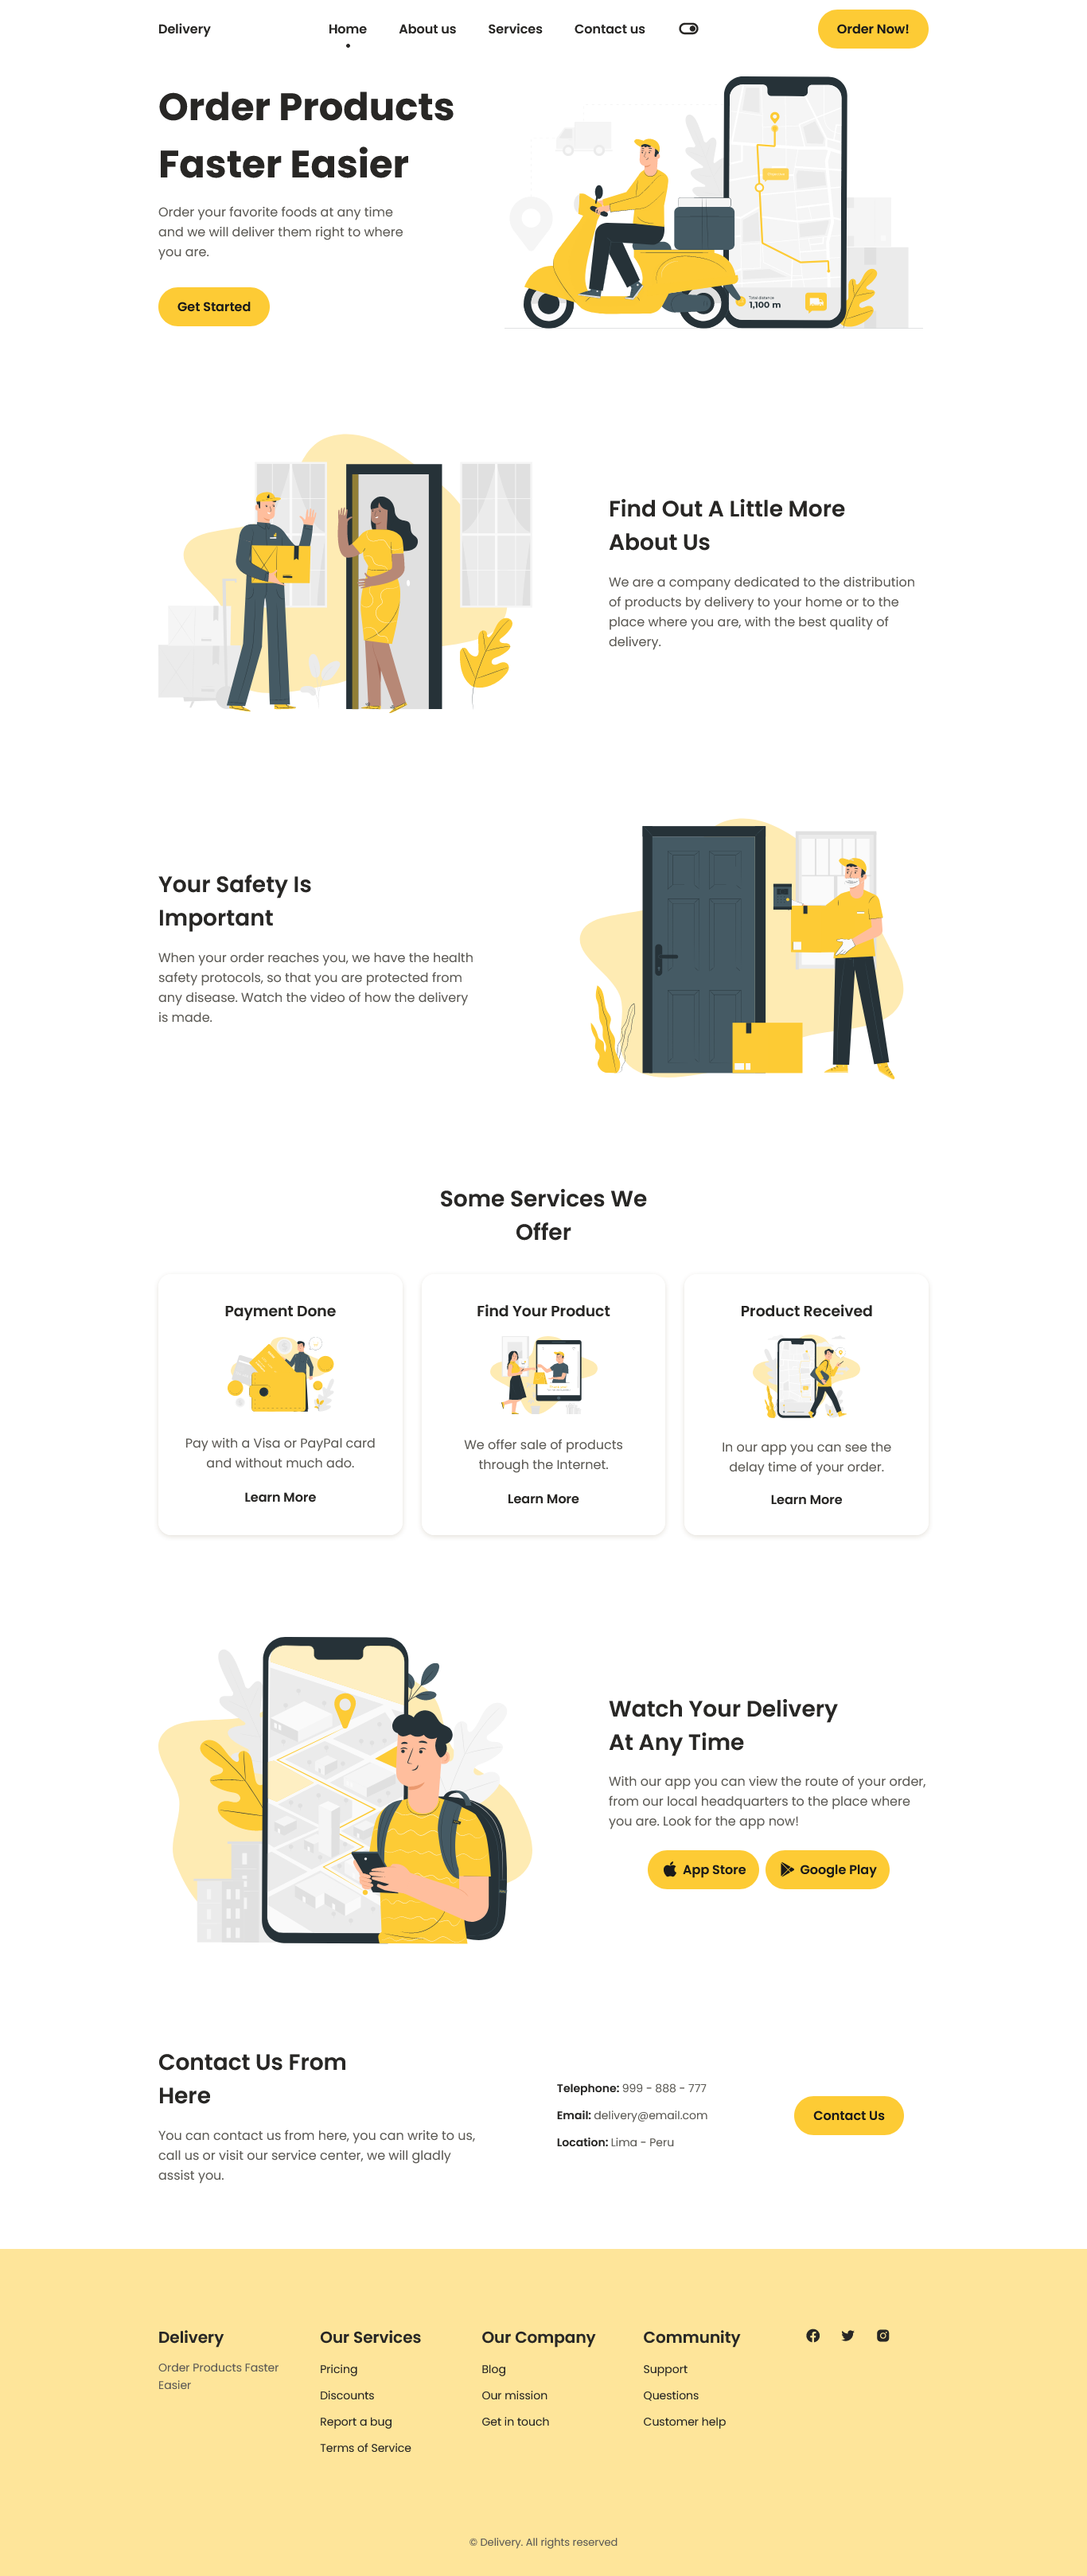 Delivery
Home
About us
Services
Contact us
Order Now!
Order Products
Faster Easier
Order your favorite foods at any time
and we will deliver them right to where
you are.
Get Started
Total distance
1,100 m
Find Out A Little More
About Us
We are a company dedicated to the distribution
of products by delivery to your home or to the
place where you are, with the best quality of
delivery.
Your Safety Is
Important
When your order reaches you, we have the health
safety protocols, so that you are protected from
any disease. Watch the video of how the delivery
is made.
Some Services We
Offer
Payment Done
Pay with a Visa or PayPal card
and without much ado.
Learn More
Find Your Product
We offer sale of products
through the Internet.
Learn More
Product Received
In our app you can see the
delay time of your order.
Learn More
Watch Your Delivery
At Any Time
With our app you can view the route of your order,
from our local headquarters to the place where
you are. Look for the app now!
App Store
Google Play
Contact Us From
Here
You can contact us from here, you can write to us,
call us or visit our service center, we will gladly
assist you.
Telephone: 999 - 888 - 777
Email: delivery@email.com
Location: Lima - Peru
Contact Us
Delivery
Order Products Faster
Easier
Our Services
Pricing
Discounts
Report a bug
Terms of Service
Our Company
Blog
Our mission
Get in touch
Community
Support
Questions
Customer help
© Delivery. All rights reserved